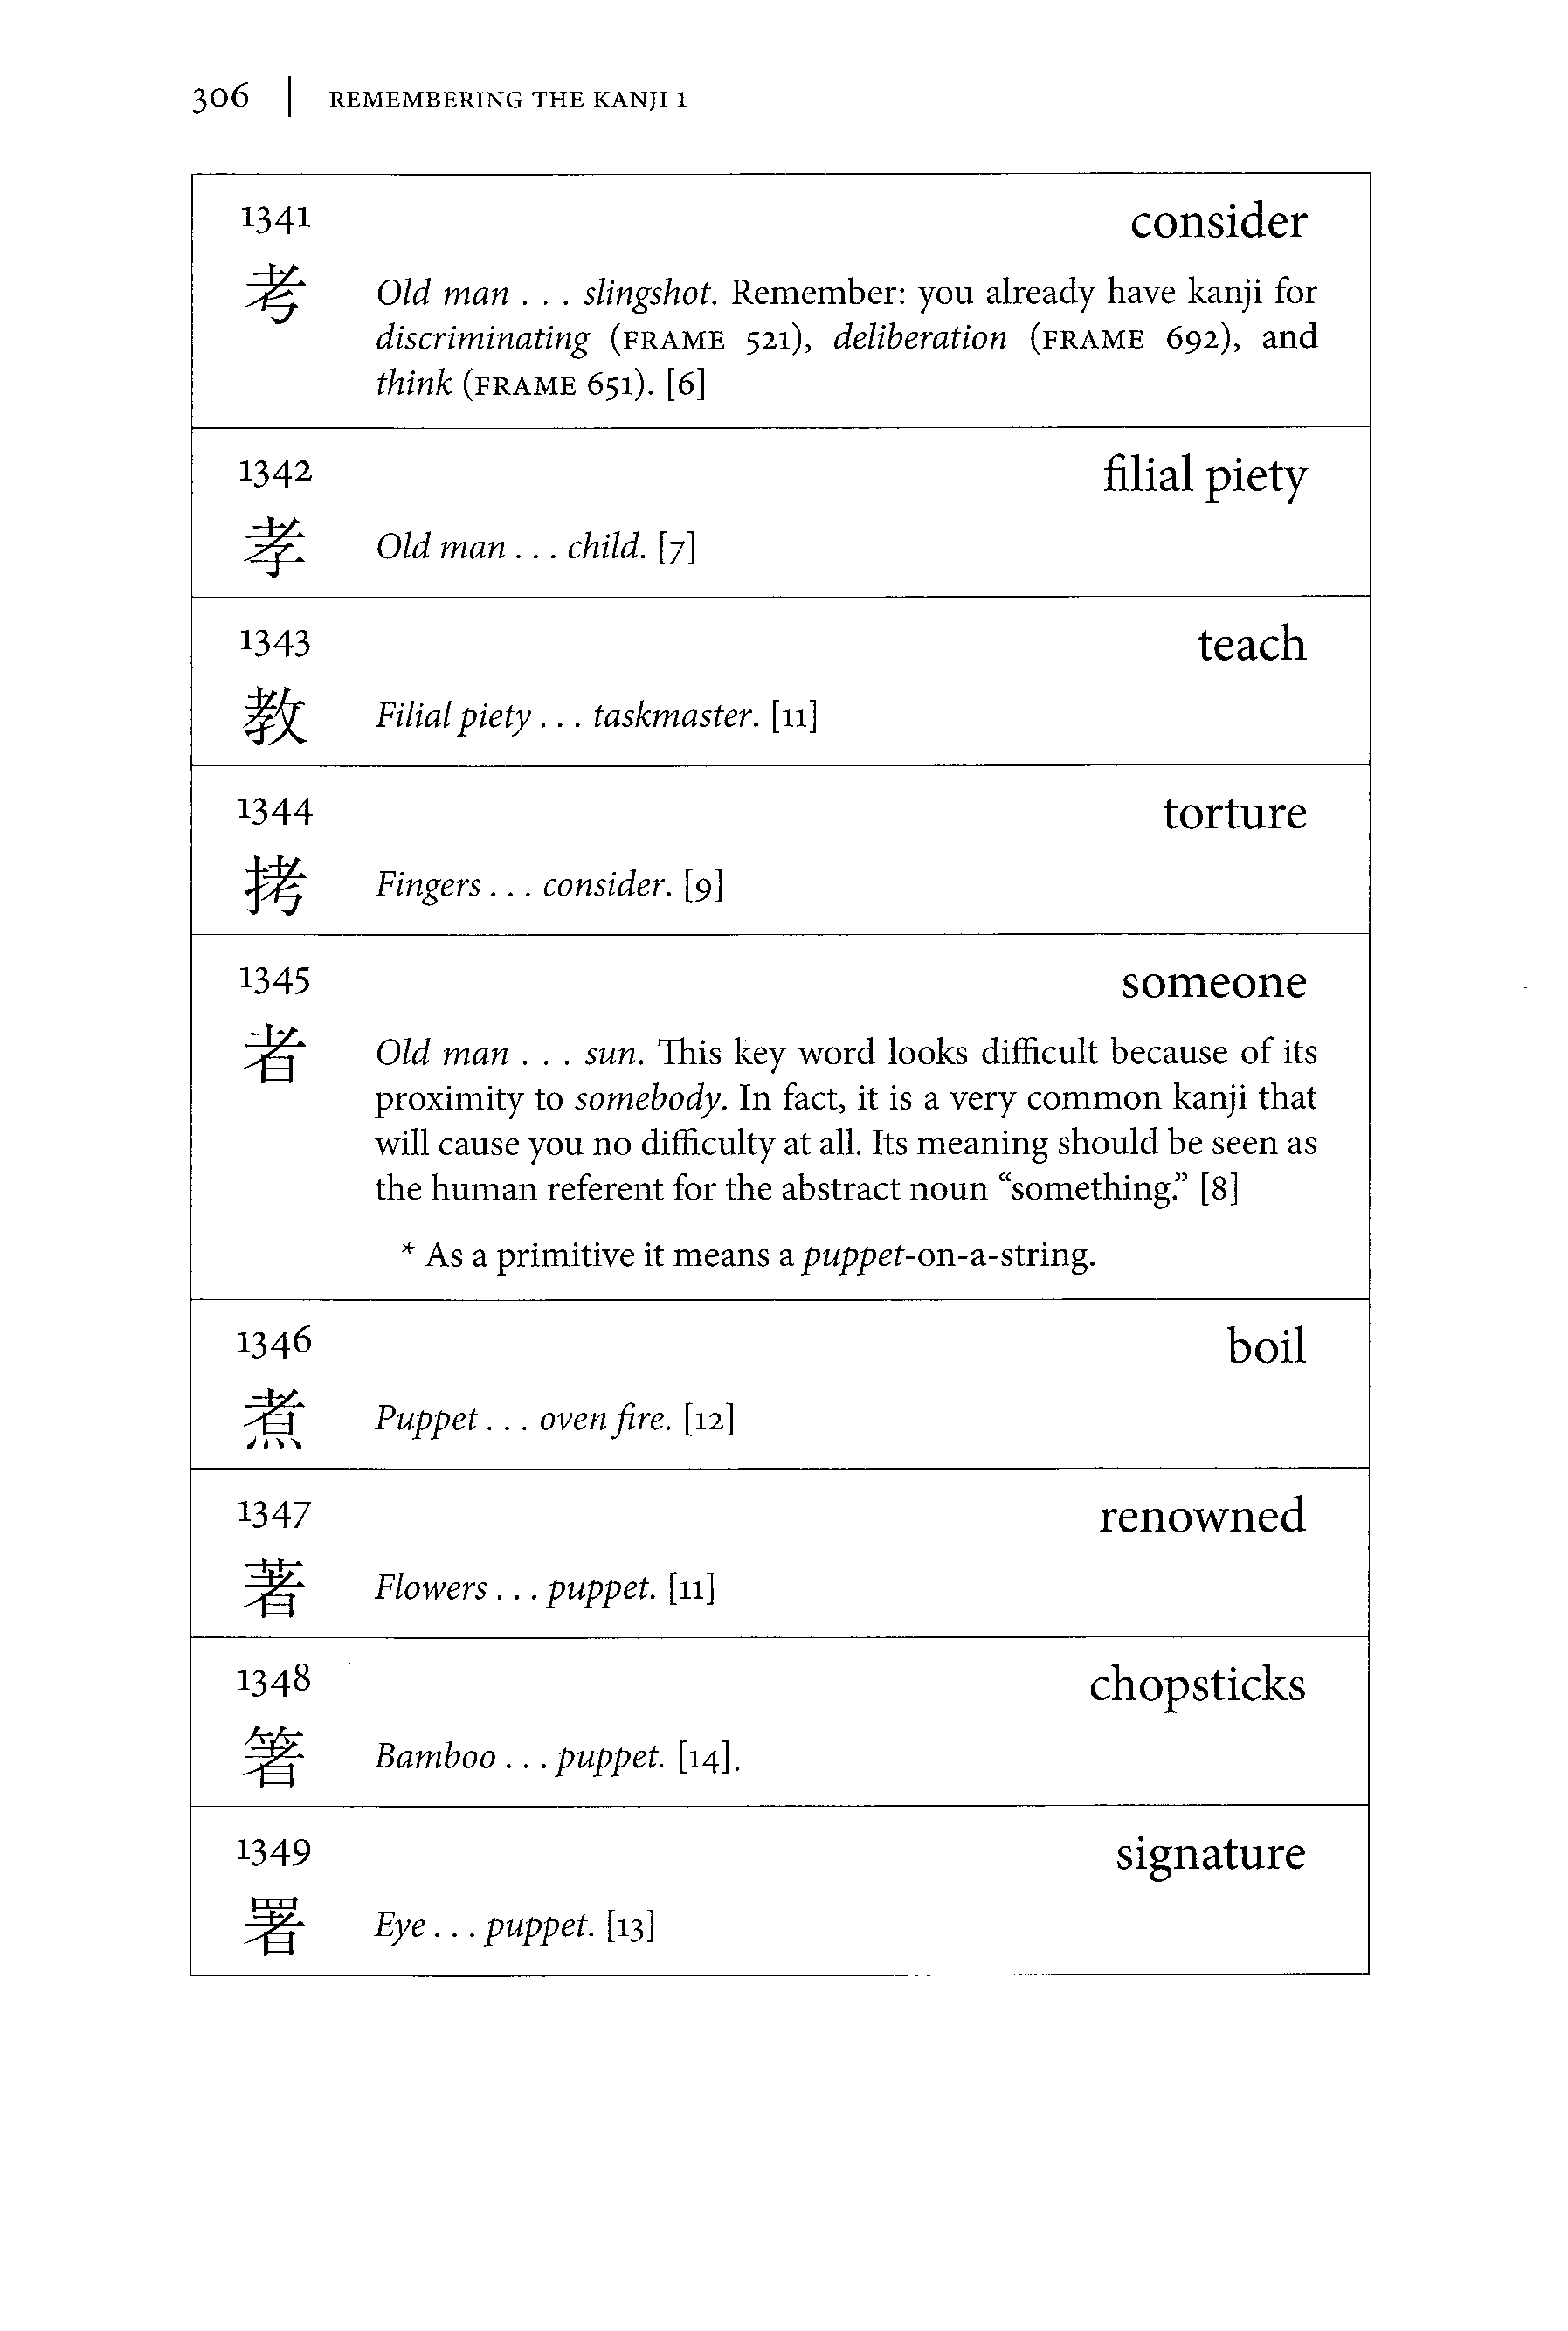 306 | REMEMBERING THE KANJI 1
1341 consider
考 Old man . . . slingshot. Remember: you already have kanji for
discriminating (FRAME 521), deliberation (FRAME 692), and
think (FRAME 651). [6]
1342 filial piety
孝 Old man . . . child. [7]
1343 teach
教 Filial piety . . . taskmaster. [11]
1344 torture
拷 Fingers . . . consider. [9]
1345 someone
者 Old man . . . sun. This key word looks difficult because of its
proximity to somebody. In fact, it is a very common kanji that
will cause you no difficulty at all. Its meaning should be seen as
the human referent for the abstract noun “something.” [8]
* As a primitive it means a puppet-on-a-string.
1346 boil
煮 Puppet . . . oven fire. [12]
1347 renowned
著 Flowers . . . puppet. [11]
1348 chopsticks
箸 Bamboo . . . puppet. [14].
1349 signature
署 Eye . . . puppet. [13]